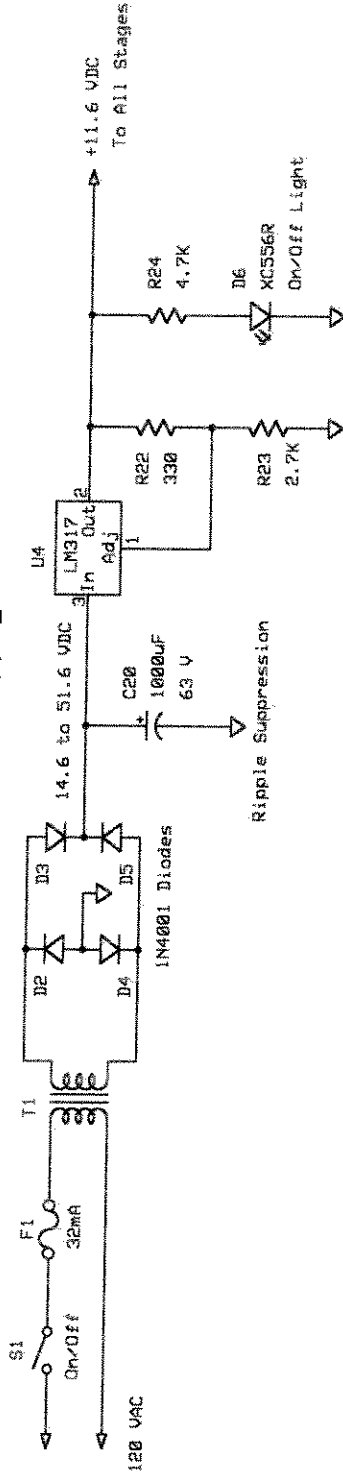 S1
On/Off
120 VAC
F1
32mA
T1
D2
D3
D4
D5
1N4001 Diodes
14.6 to 51.6 VDC
C20
+
1000uF
63 V
Ripple Suppression
U4
LM317
3
In
Out
2
Adj
1
R22
330
R23
2.7K
R24
4.7K
D6
XC556R
On/Off Light
+11.6 VDC
To All Stages